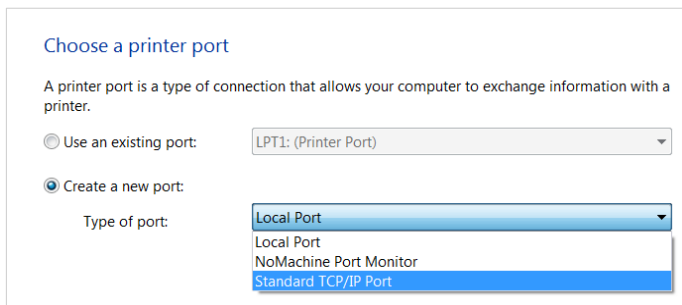 Choose a printer port
A printer port is a type of connection that allows your computer to exchange information with a
printer.
Use an existing port: LPT1: (Printer Port)
Create a new port:
Type of port: Local Port
Local Port
NoMachine Port Monitor
Standard TCP/IP Port